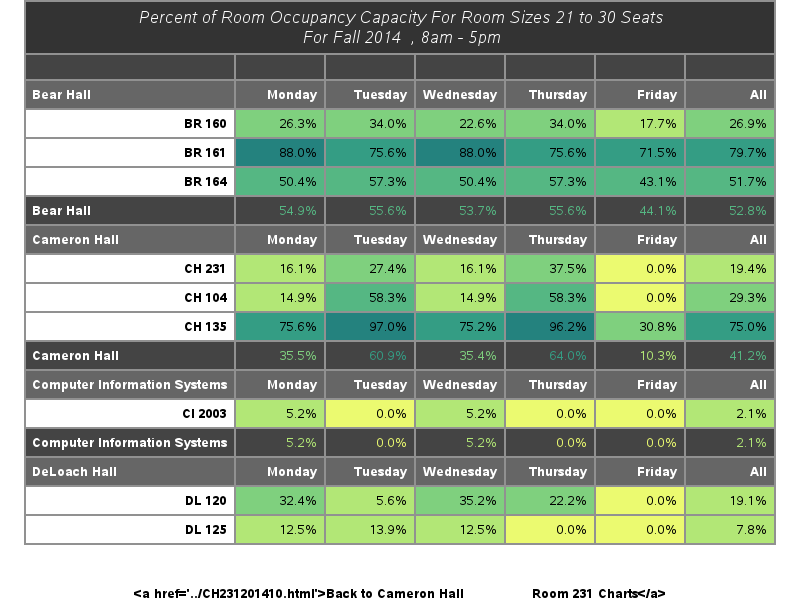 Percent of Room Occupancy Capacity For Room Sizes 21 to 30 Seats
For Fall 2014 , 8am - 5pm
Bear Hall Monday Tuesday Wednesday Thursday Friday All
BR 160 26.3% 34.0% 22.6% 34.0% 17.7% 26.9%
BR 161 88.0% 75.6% 88.0% 75.6% 71.5% 79.7%
BR 164 50.4% 57.3% 50.4% 57.3% 43.1% 51.7%
Bear Hall 54.9% 55.6% 53.7% 55.6% 44.1% 52.8%
Cameron Hall Monday Tuesday Wednesday Thursday Friday All
CH 231 16.1% 27.4% 16.1% 37.5% 0.0% 19.4%
CH 104 14.9% 58.3% 14.9% 58.3% 0.0% 29.3%
CH 135 75.6% 97.0% 75.2% 96.2% 30.8% 75.0%
Cameron Hall 35.5% 60.9% 35.4% 64.0% 10.3% 41.2%
Computer Information Systems Monday Tuesday Wednesday Thursday Friday All
CI 2003 5.2% 0.0% 5.2% 0.0% 0.0% 2.1%
Computer Information Systems 5.2% 0.0% 5.2% 0.0% 0.0% 2.1%
DeLoach Hall Monday Tuesday Wednesday Thursday Friday All
DL 120 32.4% 5.6% 35.2% 22.2% 0.0% 19.1%
DL 125 12.5% 13.9% 12.5% 0.0% 0.0% 7.8%
<a href='../CH231201410.html'>Back to Cameron Hall Room 231 Charts</a>